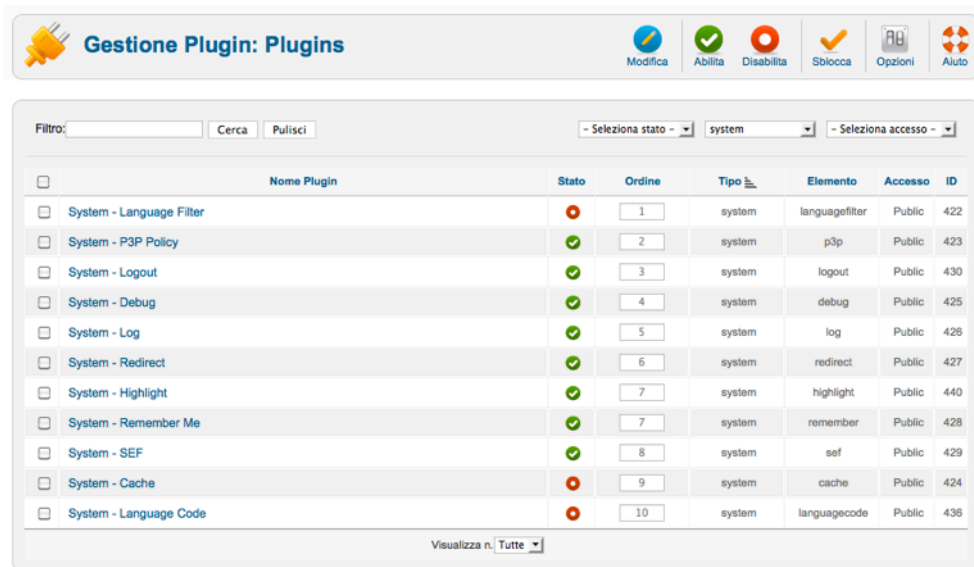 Gestione Plugin: Plugins
Modifica Abilita Disabilita Sblocca Opzioni Aiuto
Filtro: Cerca Pulisci - Seleziona stato - system - Seleziona accesso -
Nome Plugin Stato Ordine Tipo Elemento Accesso ID
System - Language Filter 1 system languagefilter Public 422
System - P3P Policy 2 system p3p Public 423
System - Logout 3 system logout Public 430
System - Debug 4 system debug Public 425
System - Log 5 system log Public 426
System - Redirect 6 system redirect Public 427
System - Highlight 7 system highlight Public 440
System - Remember Me 7 system remember Public 428
System - SEF 8 system sef Public 429
System - Cache 9 system cache Public 424
System - Language Code 10 system languagecode Public 436
Visualizza n. Tutte